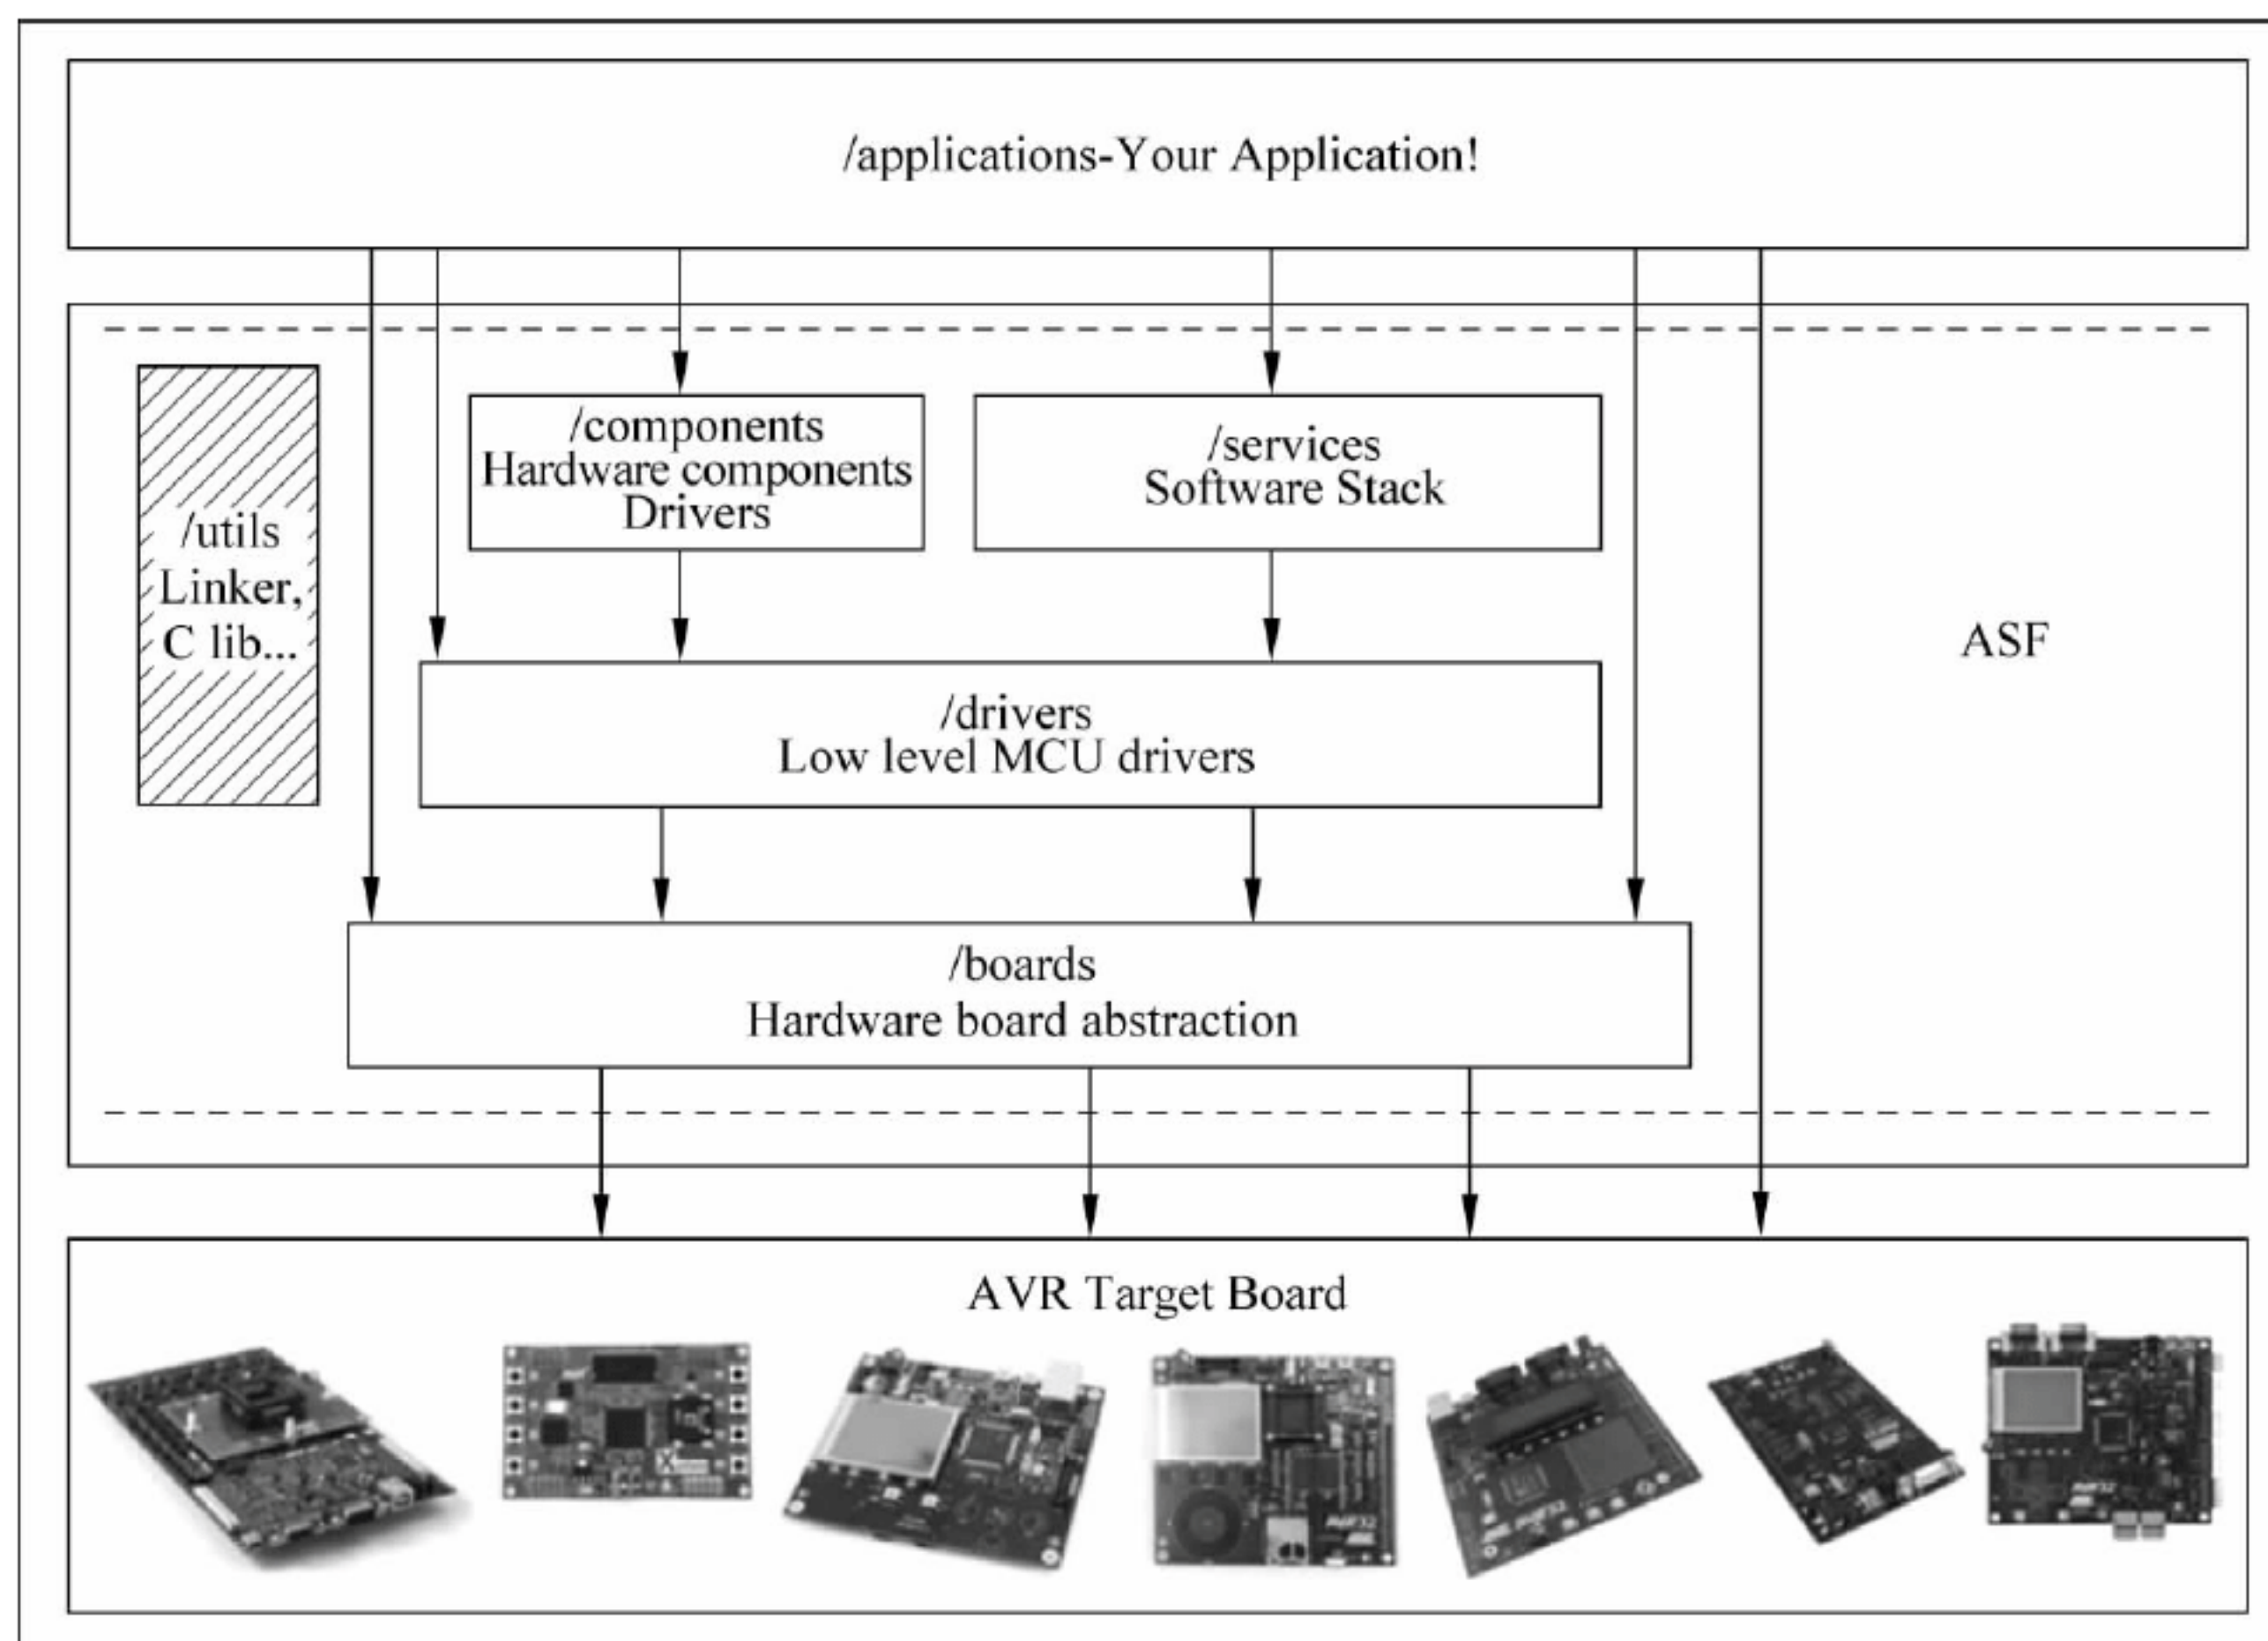 /applications-Your Application!
/components
Hardware components
Drivers
/services
Software Stack
/utils
Linker,
C lib...
ASF
/drivers
Low level MCU drivers
/boards
Hardware board abstraction
AVR Target Board